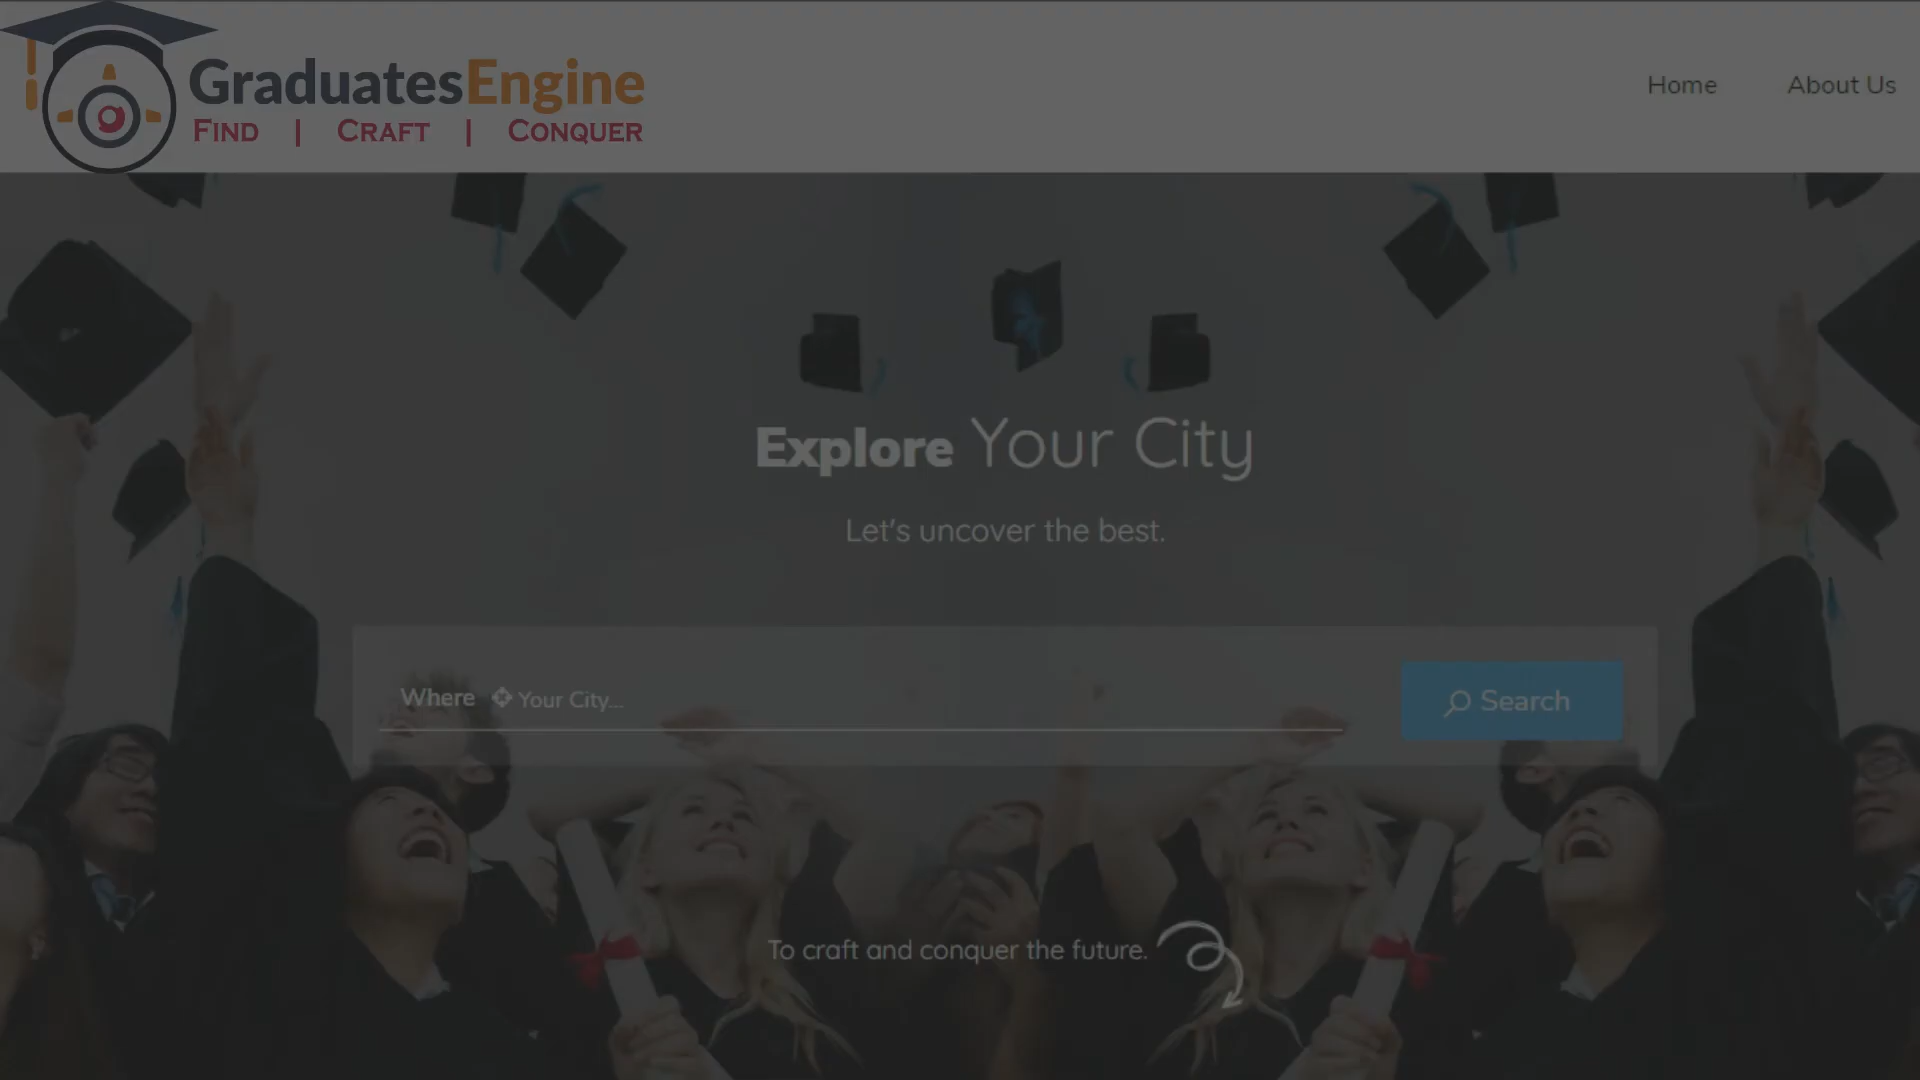 GraduatesEngine
FIND | CRAFT | CONQUER
Home
About Us
Explore Your City
Let's uncover the best.
Where Your City...
Search
To craft and conquer the future.